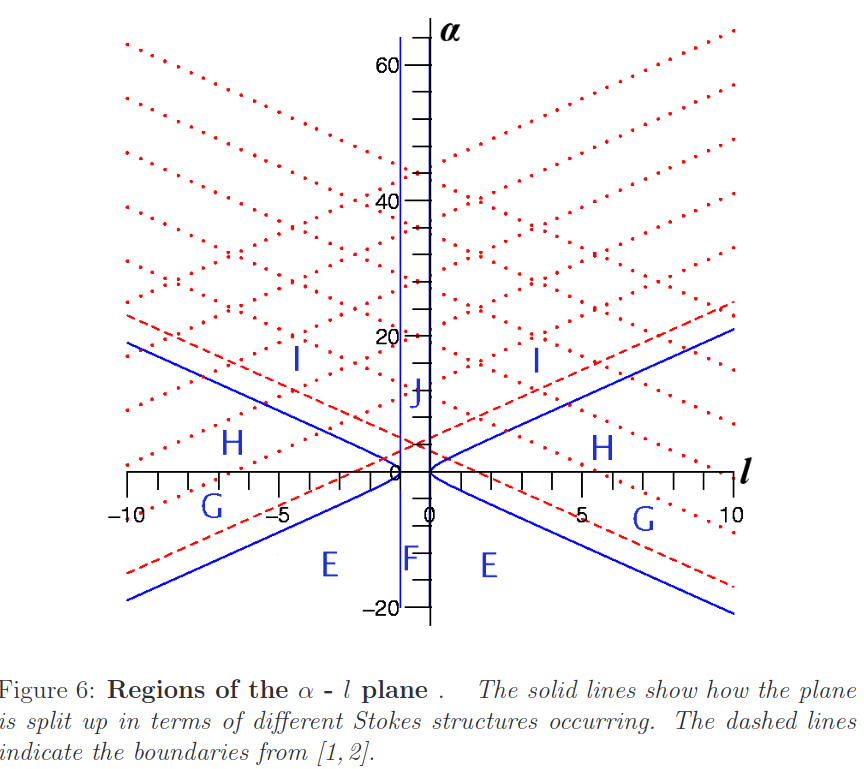 α
60
40
20
I I
J
H H
0 l
−10 −5 0 5 10
G G
E F E
−20
Figure 6: Regions of the α - l plane . The solid lines show how the plane
is split up in terms of different Stokes structures occurring. The dashed lines
indicate the boundaries from [1, 2].